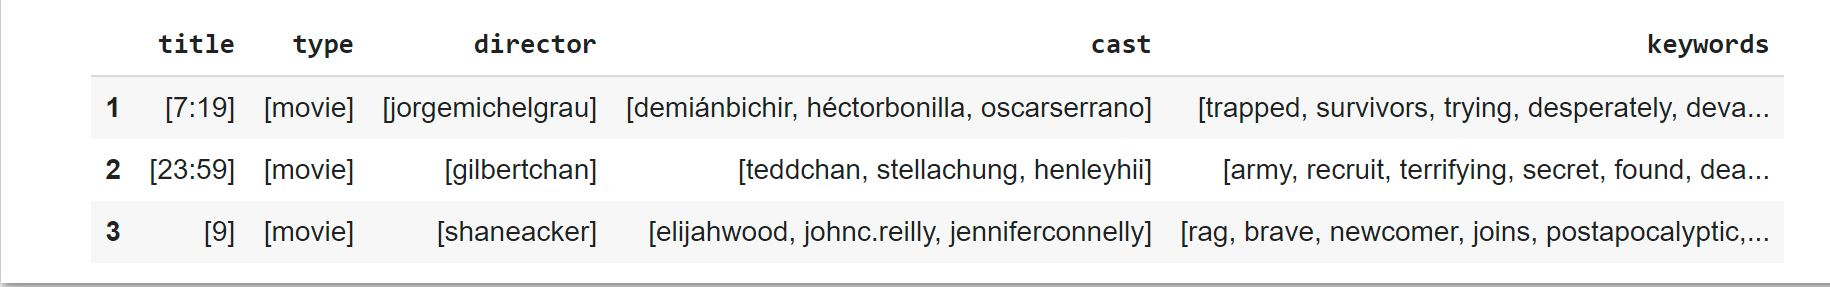 title type director cast keywords
1 [7:19] [movie] [jorgemichelgrau] [demiánbichir, héctorbonilla, oscarserrano] [trapped, survivors, trying, desperately, deva...
2 [23:59] [movie] [gilbertchan] [teddchan, stellachung, henleyhii] [army, recruit, terrifying, secret, found, dea...
3 [9] [movie] [shaneacker] [elijahwood, johnc.reilly, jenniferconnelly] [rag, brave, newcomer, joins, postapocalyptic,...